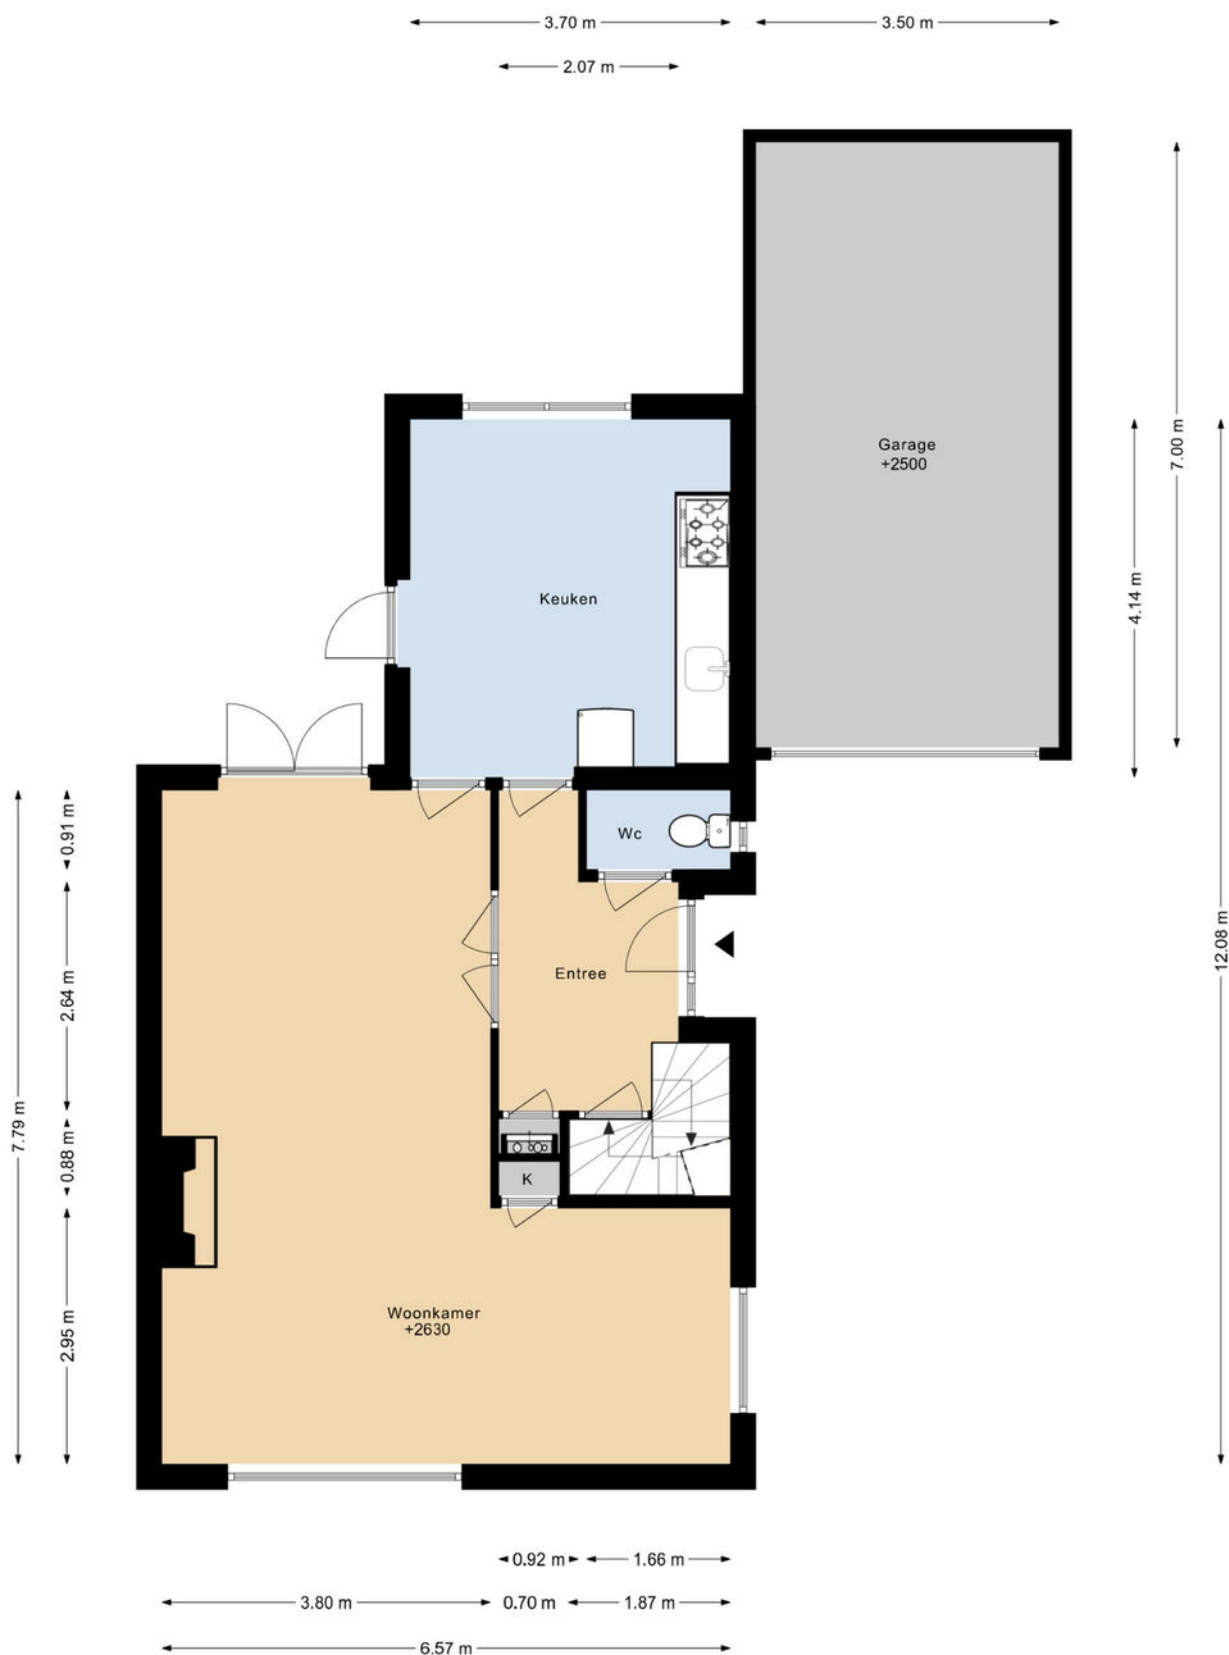 3.70 m
3.50 m
2.07 m
7.00 m
Garage
+2500
4.14 m
Keuken
0.91 m
Wc
12.08 m
Entree
2.64 m
7.79 m
0.88 m
K
2.95 m
Woonkamer
+2630
0.92 m
1.66 m
3.80 m
0.70 m
1.87 m
6.57 m